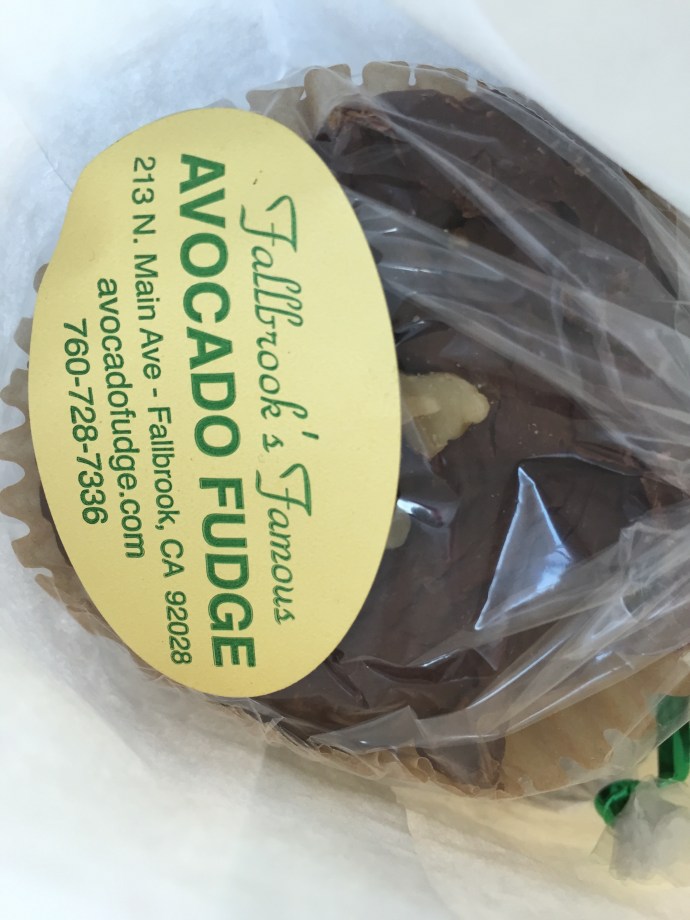 Fallbrook's Famous
AVOCADO FUDGE
213 N. Main Ave - Fallbrook, CA 92028
avocadofudge.com
760-728-7336